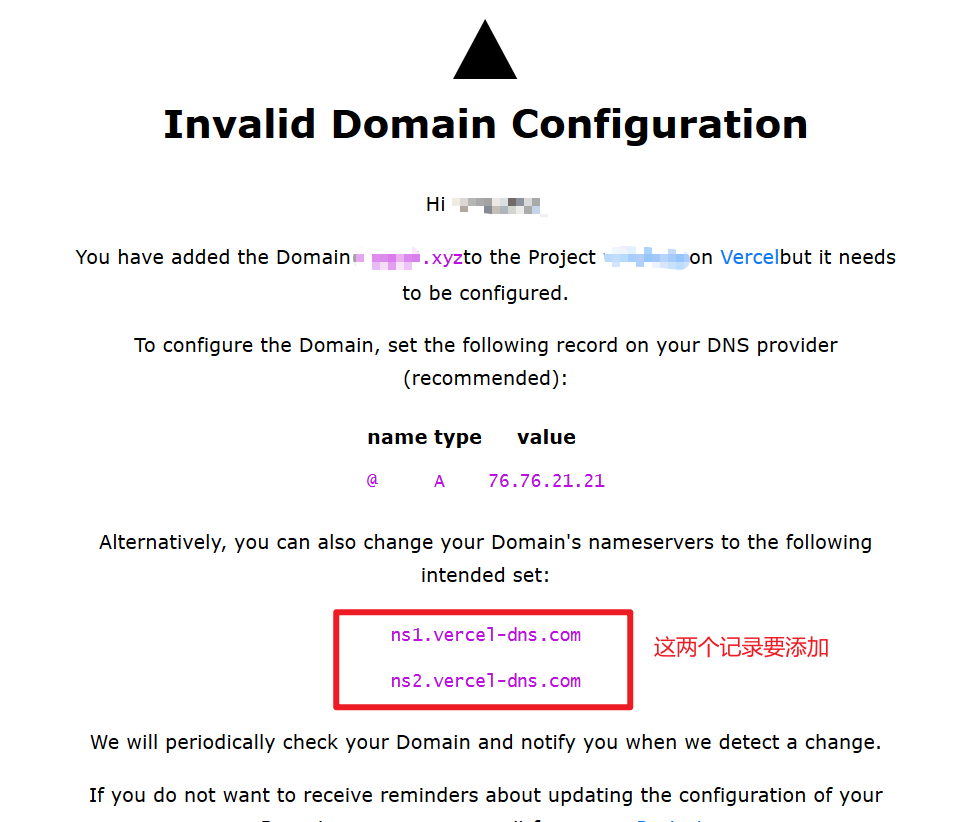 Invalid Domain Configuration
Hi
You have added the Domain .xyzto the Project on Vercelbut it needs
to be configured.
To configure the Domain, set the following record on your DNS provider
(recommended):
name type value
@ A 76.76.21.21
Alternatively, you can also change your Domain's nameservers to the following
intended set:
ns1.vercel-dns.com
这两个记录要添加
ns2.vercel-dns.com
We will periodically check your Domain and notify you when we detect a change.
If you do not want to receive reminders about updating the configuration of your